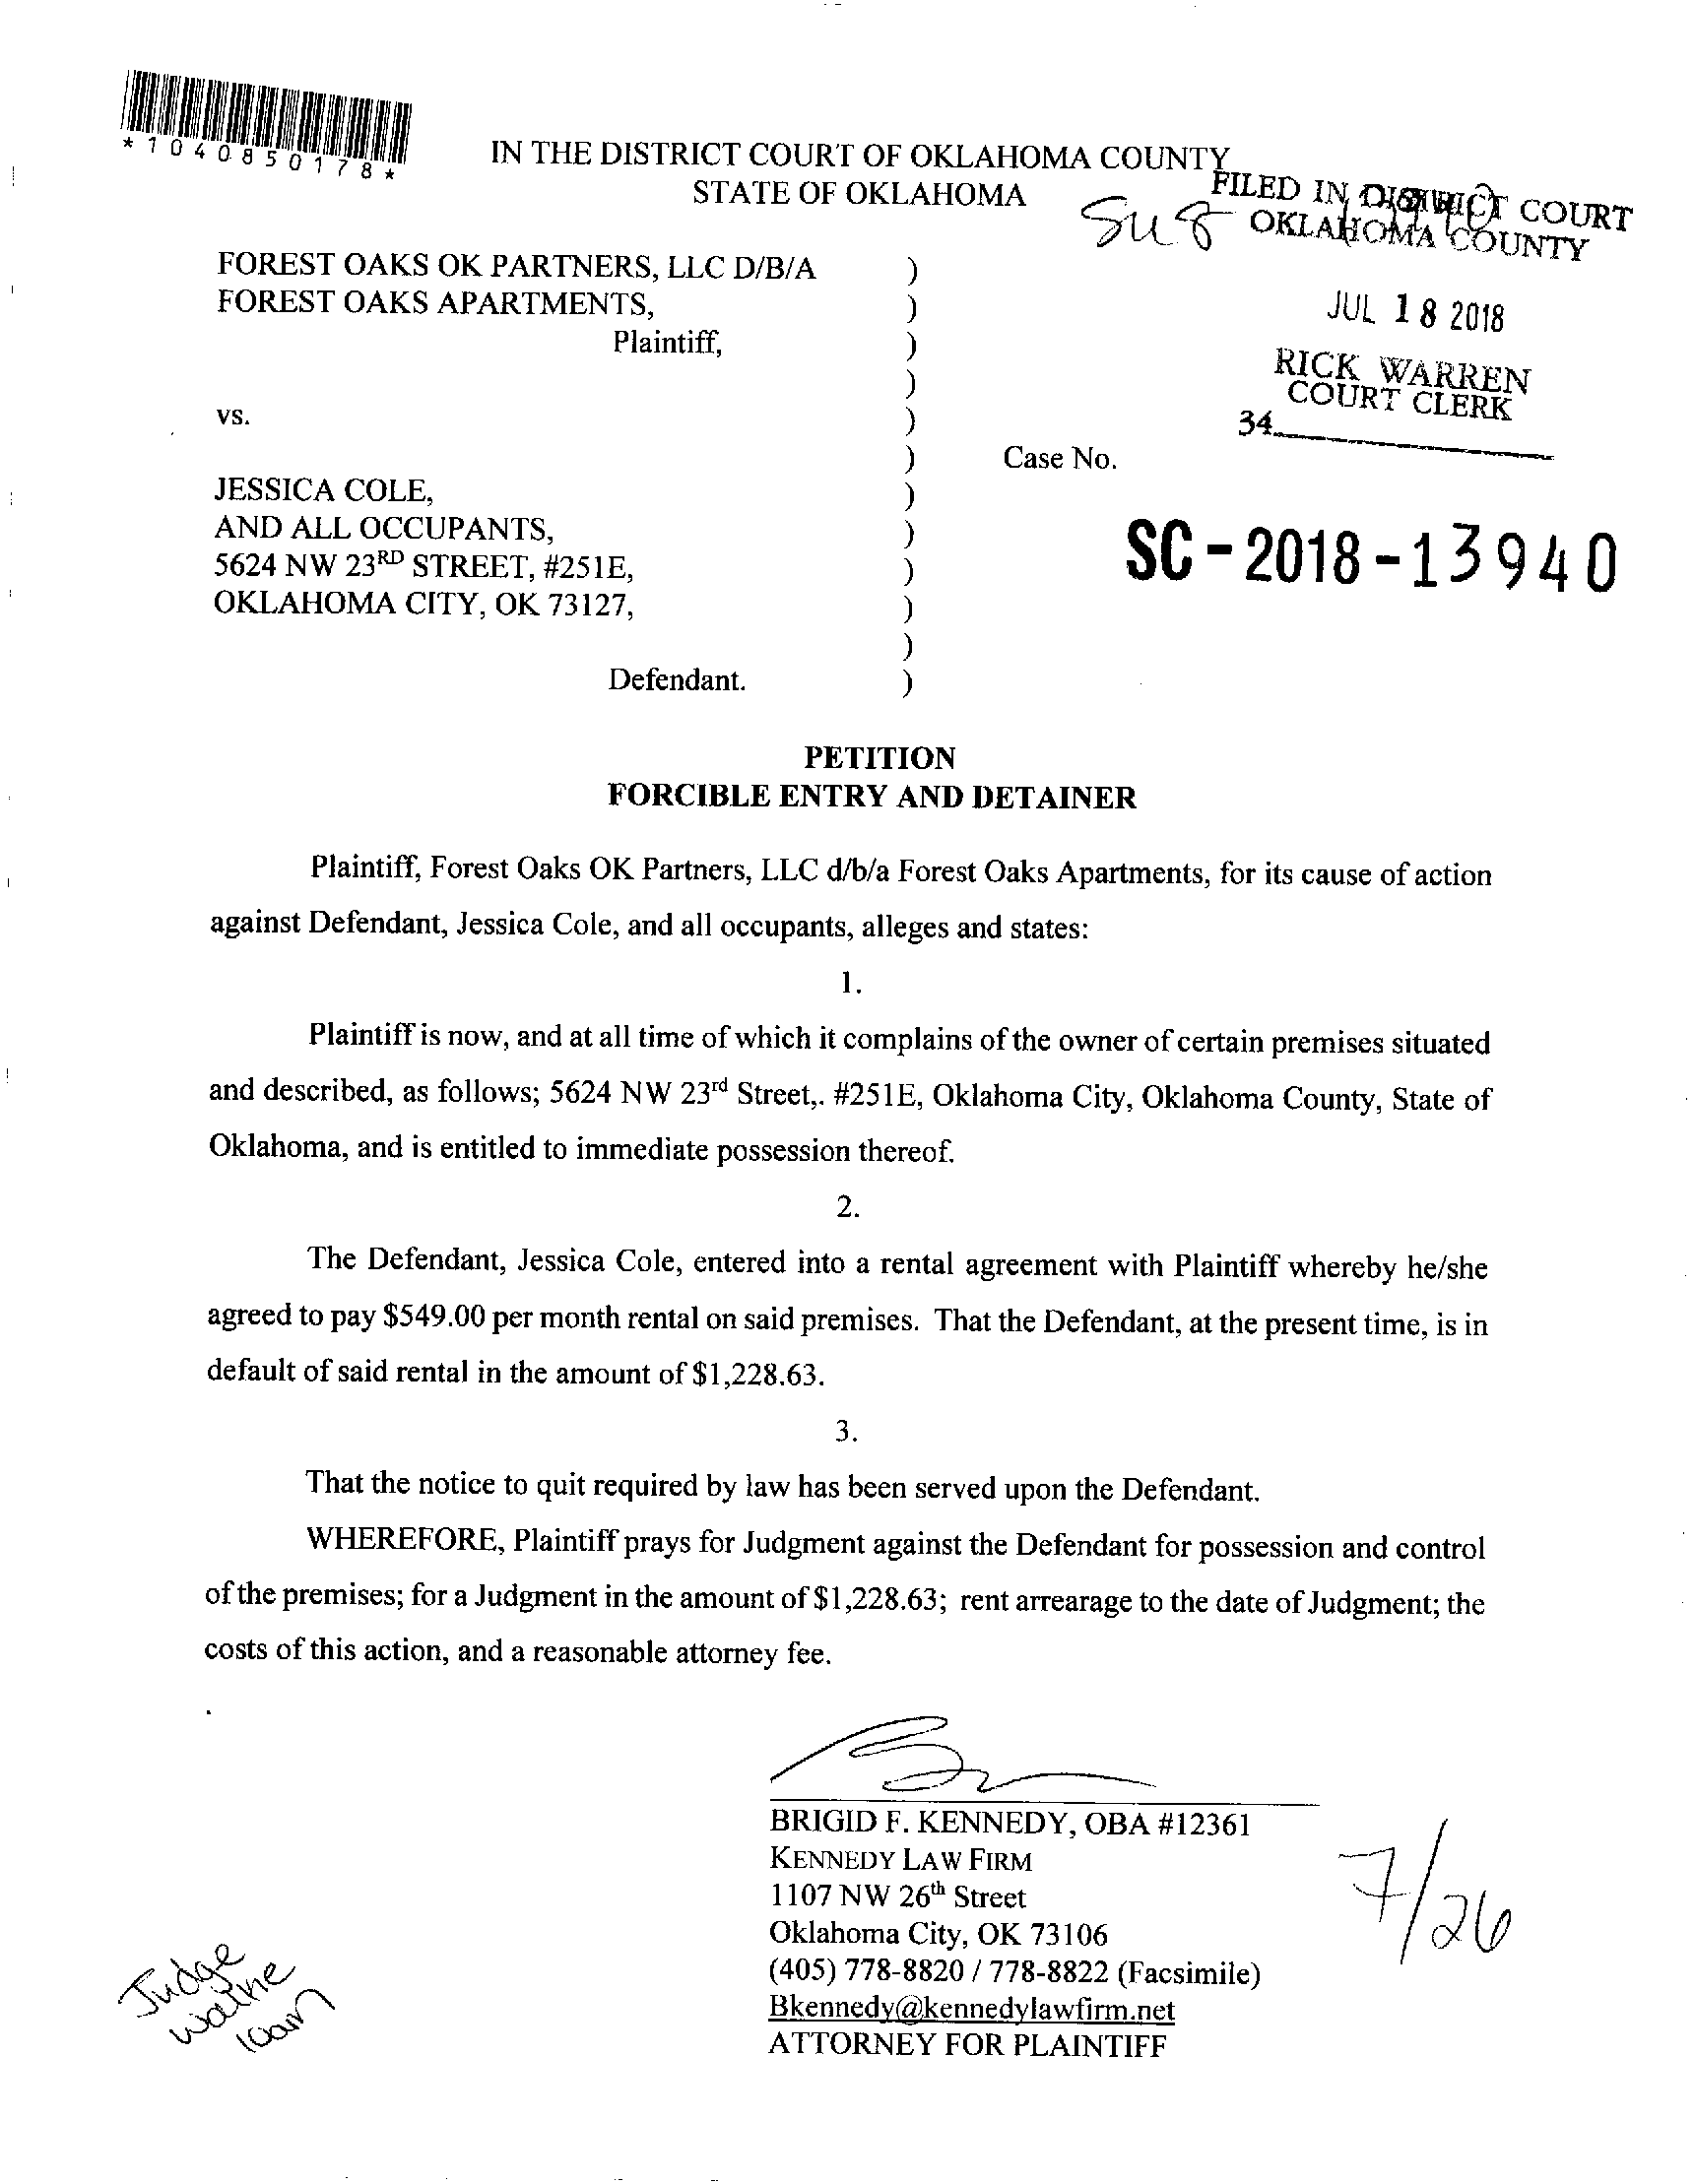 *1040850178*
IN THE DISTRICT COURT OF OKLAHOMA COUNTY
STATE OF OKLAHOMA
FILED IN DISTRICT COURT
OKLAHOMA COUNTY
JUL 18 2018
RICK WARREN
COURT CLERK
34
FOREST OAKS OK PARTNERS, LLC D/B/A )
FOREST OAKS APARTMENTS, )
Plaintiff, )
)
vs. )
) Case No.
JESSICA COLE, )
AND ALL OCCUPANTS, )
5624 NW 23RD STREET, #251E, )
OKLAHOMA CITY, OK 73127, )
)
Defendant. )
SC-2018-13940
PETITION
FORCIBLE ENTRY AND DETAINER
Plaintiff, Forest Oaks OK Partners, LLC d/b/a Forest Oaks Apartments, for its cause of action
against Defendant, Jessica Cole, and all occupants, alleges and states:
1.
Plaintiff is now, and at all time of which it complains of the owner of certain premises situated
and described, as follows; 5624 NW 23rd Street,. #251E, Oklahoma City, Oklahoma County, State of
Oklahoma, and is entitled to immediate possession thereof.
2.
The Defendant, Jessica Cole, entered into a rental agreement with Plaintiff whereby he/she
agreed to pay $549.00 per month rental on said premises. That the Defendant, at the present time, is in
default of said rental in the amount of $1,228.63.
3.
That the notice to quit required by law has been served upon the Defendant.
WHEREFORE, Plaintiff prays for Judgment against the Defendant for possession and control
of the premises; for a Judgment in the amount of $1,228.63; rent arrearage to the date of Judgment; the
costs of this action, and a reasonable attorney fee.
BRIGID F. KENNEDY, OBA #12361
KENNEDY LAW FIRM
1107 NW 26th Street
Oklahoma City, OK 73106
(405) 778-8820 / 778-8822 (Facsimile)
Bkennedy@kennedylawfirm.net
ATTORNEY FOR PLAINTIFF
7/26
Judge
Waithe
10am